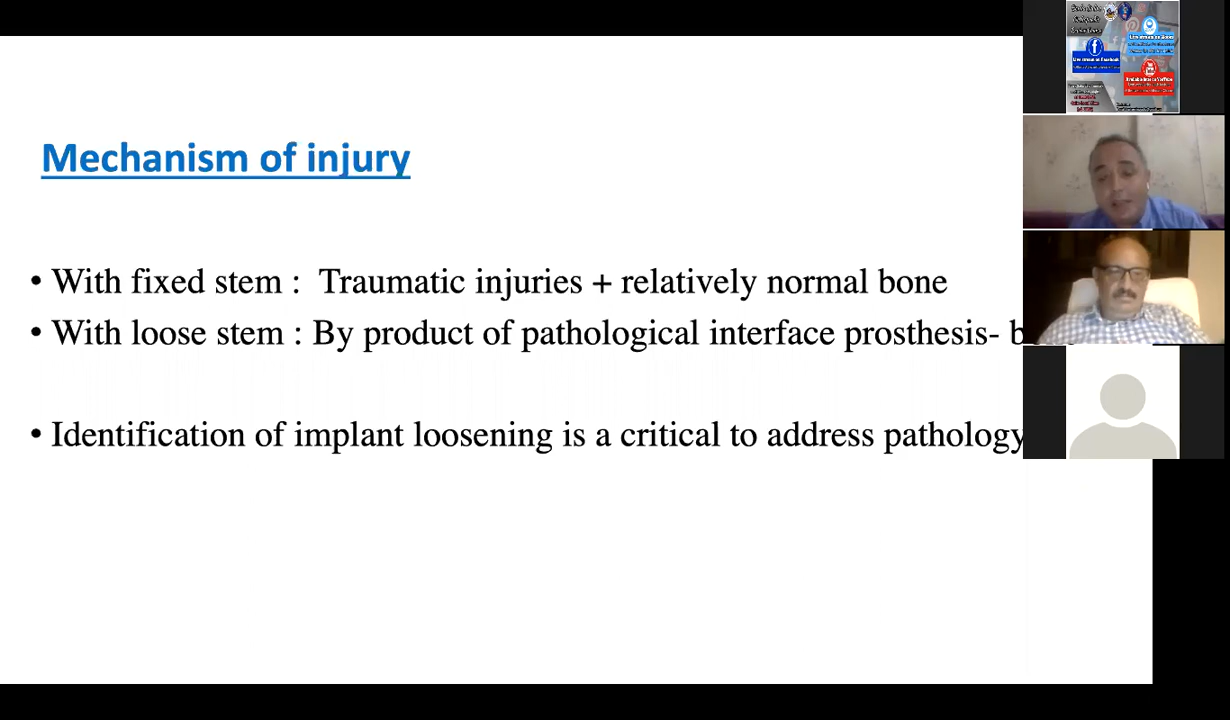 Mechanism of injury
• With fixed stem : Traumatic injuries + relatively normal bone
• With loose stem : By product of pathological interface prosthesis-
• Identification of implant loosening is a critical to address pathology